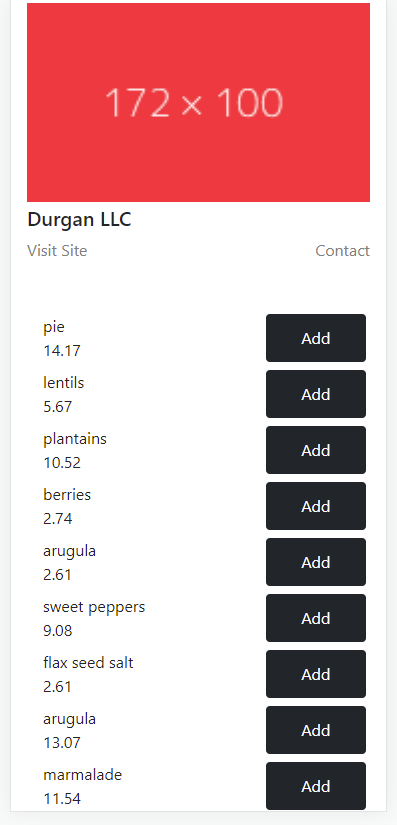 172 × 100
Durgan LLC
Visit Site Contact
pie
14.17
Add
lentils
5.67
Add
plantains
10.52
Add
berries
2.74
Add
arugula
2.61
Add
sweet peppers
9.08
Add
flax seed salt
2.61
Add
arugula
13.07
Add
marmalade
11.54
Add